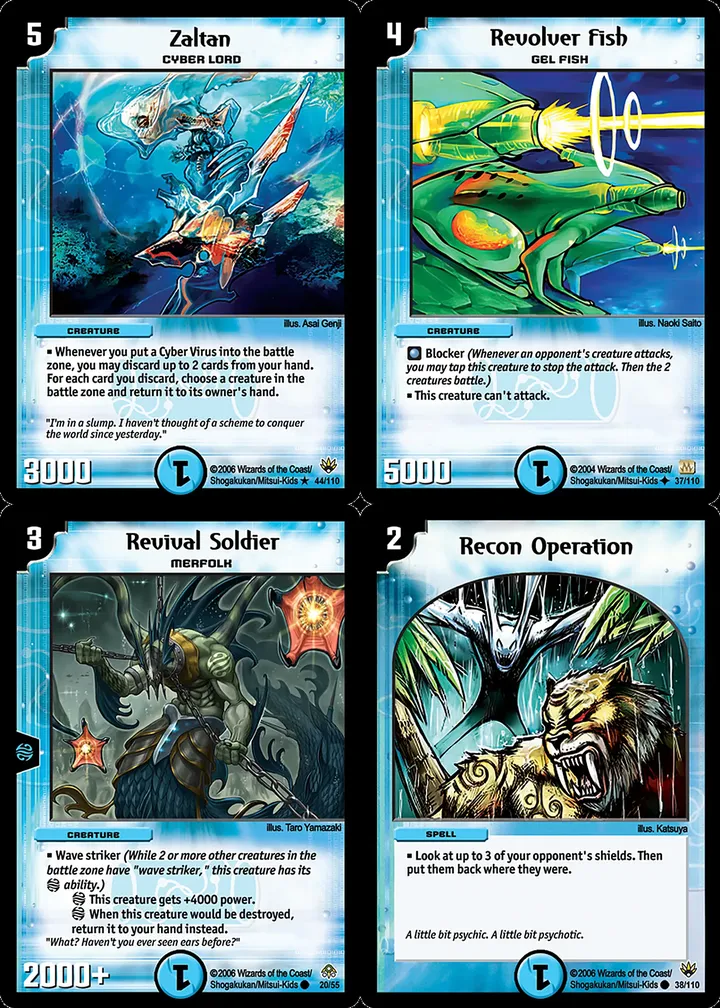 5
Zaltan
CYBER LORD
illus. Asai Genji
CREATURE
▪ Whenever you put a Cyber Virus into the battle
zone, you may discard up to 2 cards from your hand.
For each card you discard, choose a creature in the
battle zone and return it to its owner's hand.
"I'm in a slump. I haven't thought of a scheme to conquer
the world since yesterday."
3000
©2006 Wizards of the Coast/
Shogakukan/Mitsui-Kids ★ 44/110
4
Revolver Fish
GEL FISH
illus. Naoki Saito
CREATURE
Blocker (Whenever an opponent's creature attacks,
you may tap this creature to stop the attack. Then the 2
creatures battle.)
▪ This creature can't attack.
5000
©2004 Wizards of the Coast/
Shogakukan/Mitsui-Kids ✦ 37/110
3
Revival Soldier
MERFOLK
illus. Taro Yamazaki
CREATURE
▪ Wave striker (While 2 or more other creatures in the
battle zone have "wave striker," this creature has its
ability.)
This creature gets +4000 power.
When this creature would be destroyed,
return it to your hand instead.
"What? Haven't you ever seen ears before?"
2000+
©2006 Wizards of the Coast/
Shogakukan/Mitsui-Kids ● 20/55
2
Recon Operation
illus. Katsuya
SPELL
▪ Look at up to 3 of your opponent's shields. Then
put them back where they were.
A little bit psychic. A little bit psychotic.
©2006 Wizards of the Coast/
Shogakukan/Mitsui-Kids ● 38/110